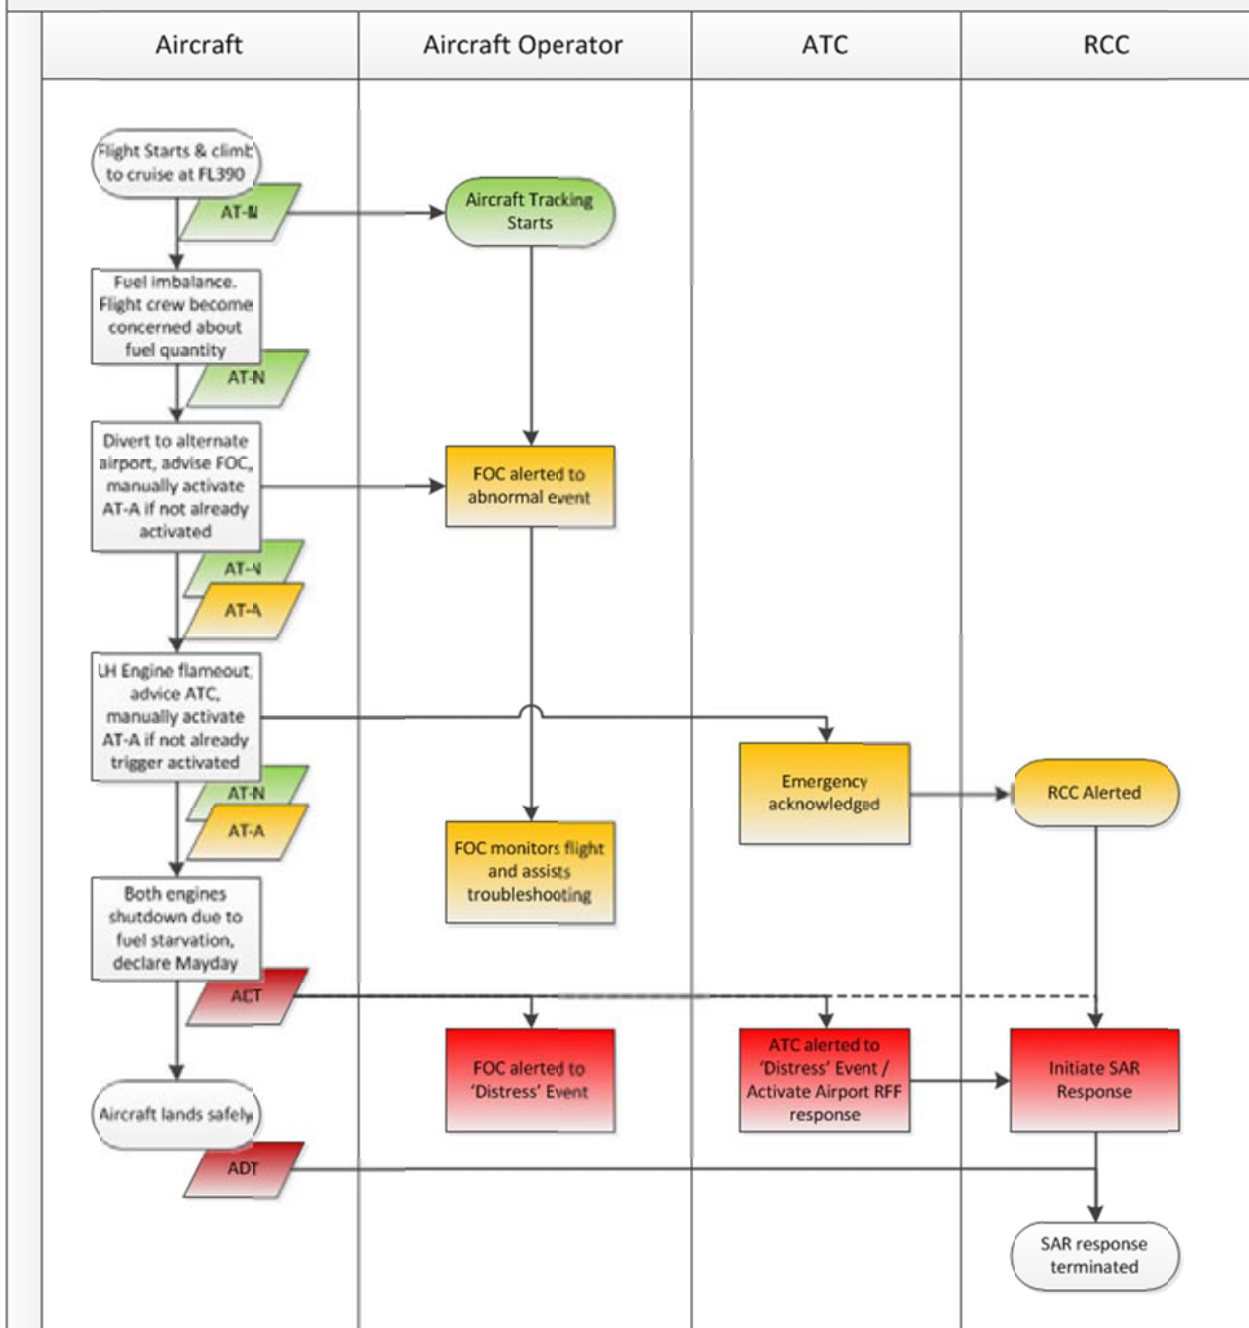 Aircraft
Aircraft Operator
ATC
RCC
Flight Starts & climb
to cruise at FL390
AT-N
Aircraft Tracking
Starts
Fuel imbalance.
Flight crew become
concerned about
fuel quantity
AT-N
Divert to alternate
airport, advise FOC,
manually activate
AT-A if not already
activated
FOC alerted to
abnormal event
AT-N
AT-A
LH Engine flameout,
advice ATC,
manually activate
AT-A if not already
trigger activated
Emergency
acknowledged
RCC Alerted
AT-N
AT-A
FOC monitors flight
and assists
troubleshooting
Both engines
shutdown due to
fuel starvation,
declare Mayday
ADT
FOC alerted to
‘Distress’ Event
ATC alerted to
‘Distress’ Event /
Activate Airport RFF
response
Initiate SAR
Response
Aircraft lands safely
ADT
SAR response
terminated